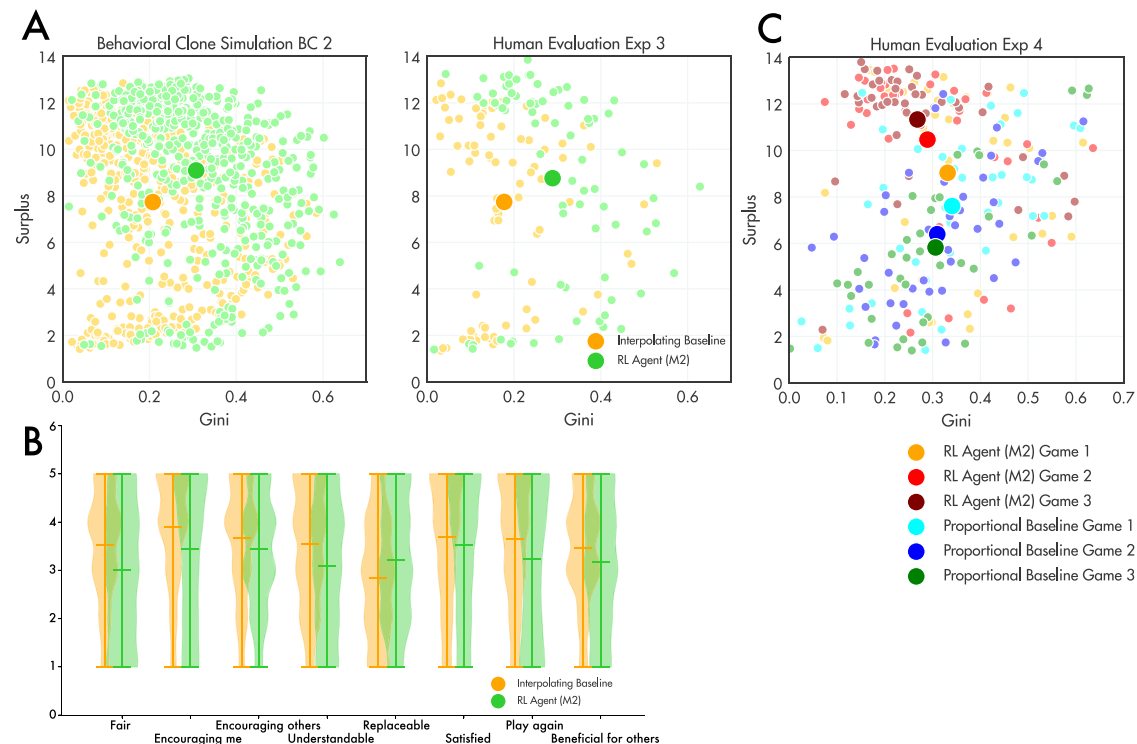 A
C
Behavioral Clone Simulation BC 2
Human Evaluation Exp 3
Human Evaluation Exp 4
Surplus
14
12
10
8
6
4
2
0
0.0 0.2 0.4 0.6
Gini
14
12
10
8
6
4
2
0
0.0 0.2 0.4 0.6
Gini
Interpolating Baseline
RL Agent (M2)
Surplus
14
12
10
8
6
4
2
0
0.0 0.1 0.2 0.3 0.4 0.5 0.6 0.7
Gini
RL Agent (M2) Game 1
RL Agent (M2) Game 2
RL Agent (M2) Game 3
Proportional Baseline Game 1
Proportional Baseline Game 2
Proportional Baseline Game 3
B
6
5
4
3
2
1
0
Interpolating Baseline
RL Agent (M2)
Fair Encouraging others Replaceable Play again
Encouraging me Understandable Satisfied Beneficial for others